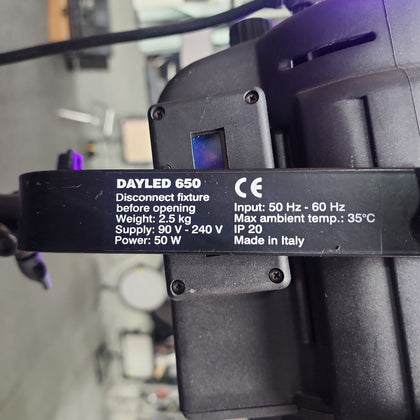 DAYLED 650
Disconnect fixture
before opening
Weight: 2.5 kg
Supply: 90 V - 240 V
Power: 50 W
CE
Input: 50 Hz - 60 Hz
Max ambient temp.: 35°C
IP 20
Made in Italy